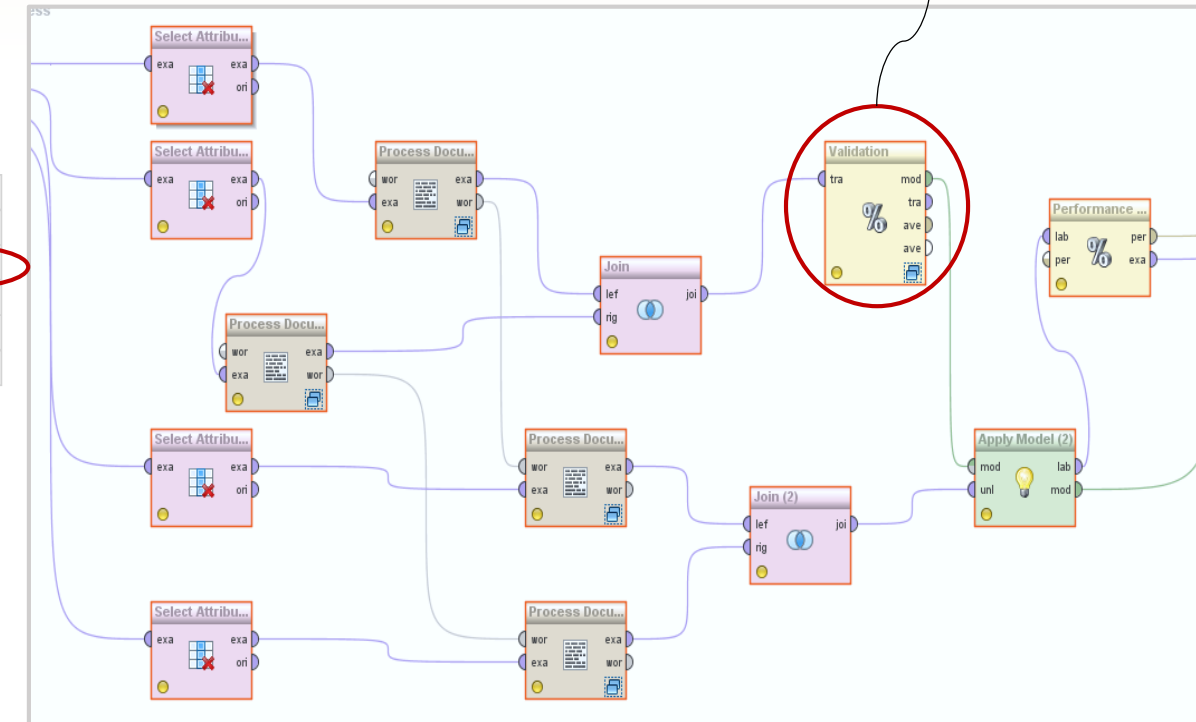 ess
Select Attribu...
exa exa
ori
Select Attribu...
exa exa
ori
Process Docu...
wor exa
exa wor
Validation
tra mod
tra
ave
ave
Performance ...
lab per
per exa
Join
lef joi
rig
Process Docu...
wor exa
exa wor
Select Attribu...
exa exa
ori
Process Docu...
wor exa
exa wor
Apply Model (2)
mod lab
unl mod
Join (2)
lef joi
rig
Select Attribu...
exa exa
ori
Process Docu...
wor exa
exa wor